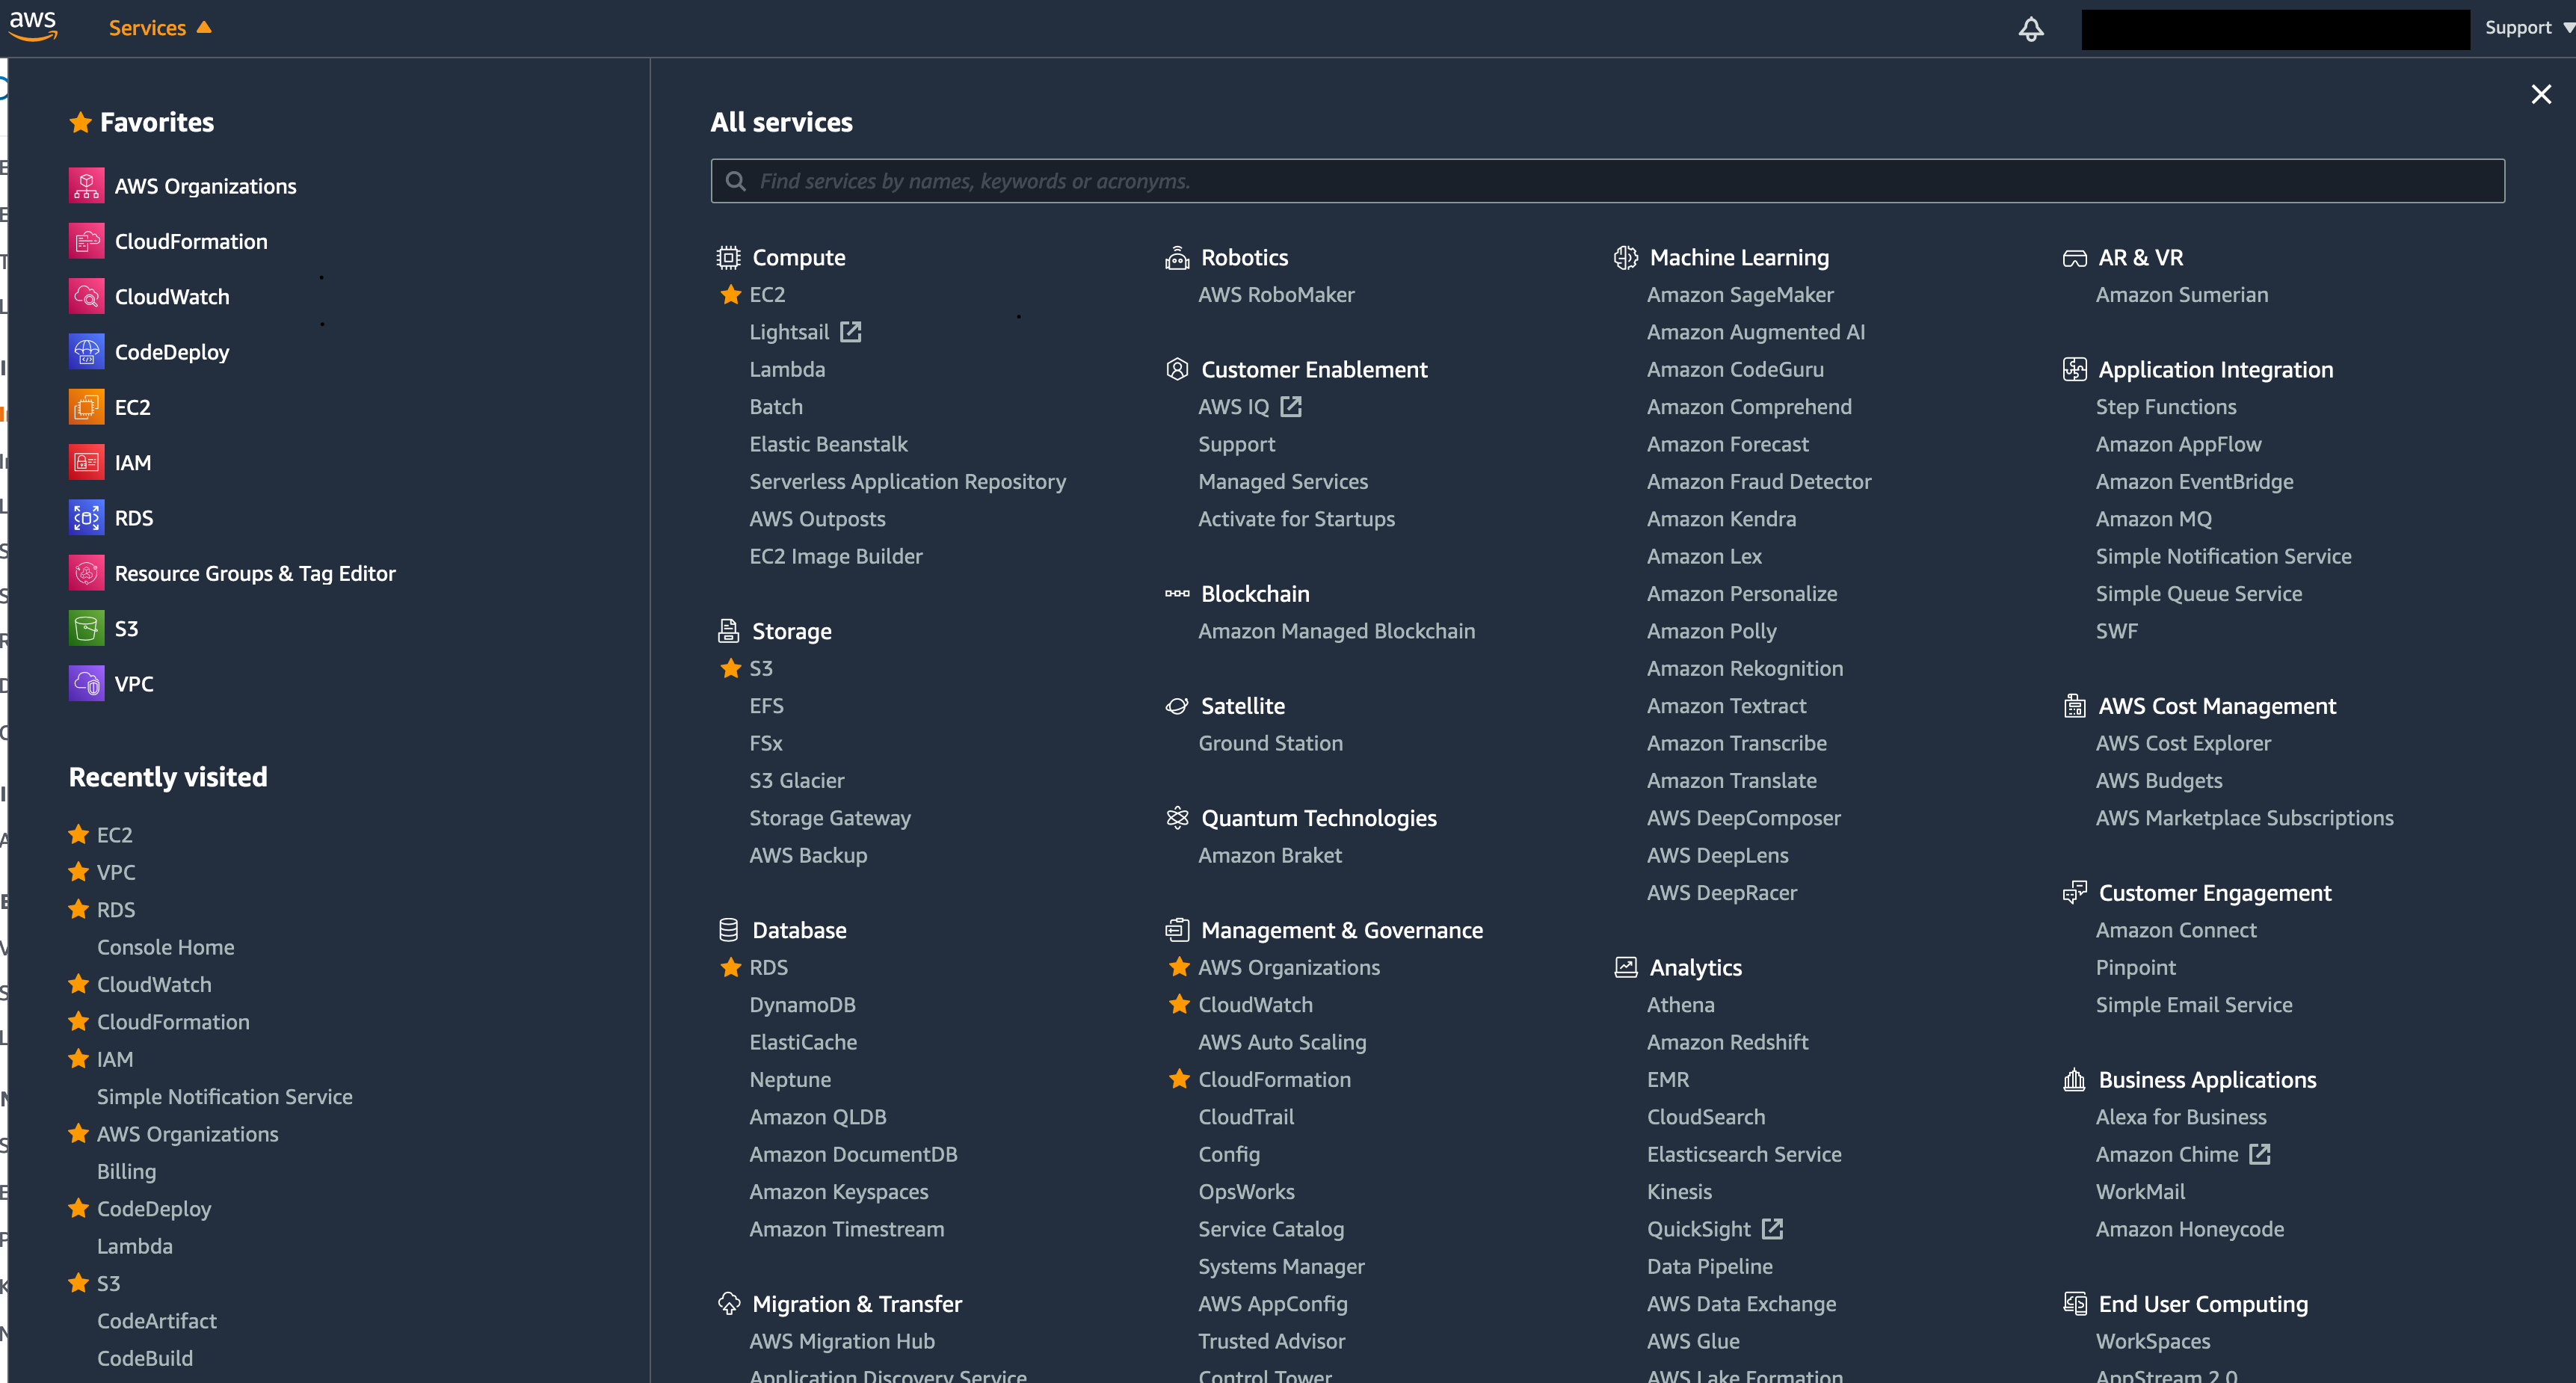 aws
Services
Support
Favorites
AWS Organizations
CloudFormation
CloudWatch
CodeDeploy
EC2
IAM
RDS
Resource Groups & Tag Editor
S3
VPC
Recently visited
EC2
VPC
RDS
Console Home
CloudWatch
CloudFormation
IAM
Simple Notification Service
AWS Organizations
Billing
CodeDeploy
Lambda
S3
CodeArtifact
CodeBuild
All services
Find services by names, keywords or acronyms.
Compute
EC2
Lightsail
Lambda
Batch
Elastic Beanstalk
Serverless Application Repository
AWS Outposts
EC2 Image Builder
Storage
S3
EFS
FSx
S3 Glacier
Storage Gateway
AWS Backup
Database
RDS
DynamoDB
ElastiCache
Neptune
Amazon QLDB
Amazon DocumentDB
Amazon Keyspaces
Amazon Timestream
Migration & Transfer
AWS Migration Hub
Application Discovery Service
Robotics
AWS RoboMaker
Customer Enablement
AWS IQ
Support
Managed Services
Activate for Startups
Blockchain
Amazon Managed Blockchain
Satellite
Ground Station
Quantum Technologies
Amazon Braket
Management & Governance
AWS Organizations
CloudWatch
AWS Auto Scaling
CloudFormation
CloudTrail
Config
OpsWorks
Service Catalog
Systems Manager
AWS AppConfig
Trusted Advisor
Control Tower
Machine Learning
Amazon SageMaker
Amazon Augmented AI
Amazon CodeGuru
Amazon Comprehend
Amazon Forecast
Amazon Fraud Detector
Amazon Kendra
Amazon Lex
Amazon Personalize
Amazon Polly
Amazon Rekognition
Amazon Textract
Amazon Transcribe
Amazon Translate
AWS DeepComposer
AWS DeepLens
AWS DeepRacer
Analytics
Athena
Amazon Redshift
EMR
CloudSearch
Elasticsearch Service
Kinesis
QuickSight
Data Pipeline
AWS Data Exchange
AWS Glue
AWS Lake Formation
AR & VR
Amazon Sumerian
Application Integration
Step Functions
Amazon AppFlow
Amazon EventBridge
Amazon MQ
Simple Notification Service
Simple Queue Service
SWF
AWS Cost Management
AWS Cost Explorer
AWS Budgets
AWS Marketplace Subscriptions
Customer Engagement
Amazon Connect
Pinpoint
Simple Email Service
Business Applications
Alexa for Business
Amazon Chime
WorkMail
Amazon Honeycode
End User Computing
WorkSpaces
AppStream 2.0